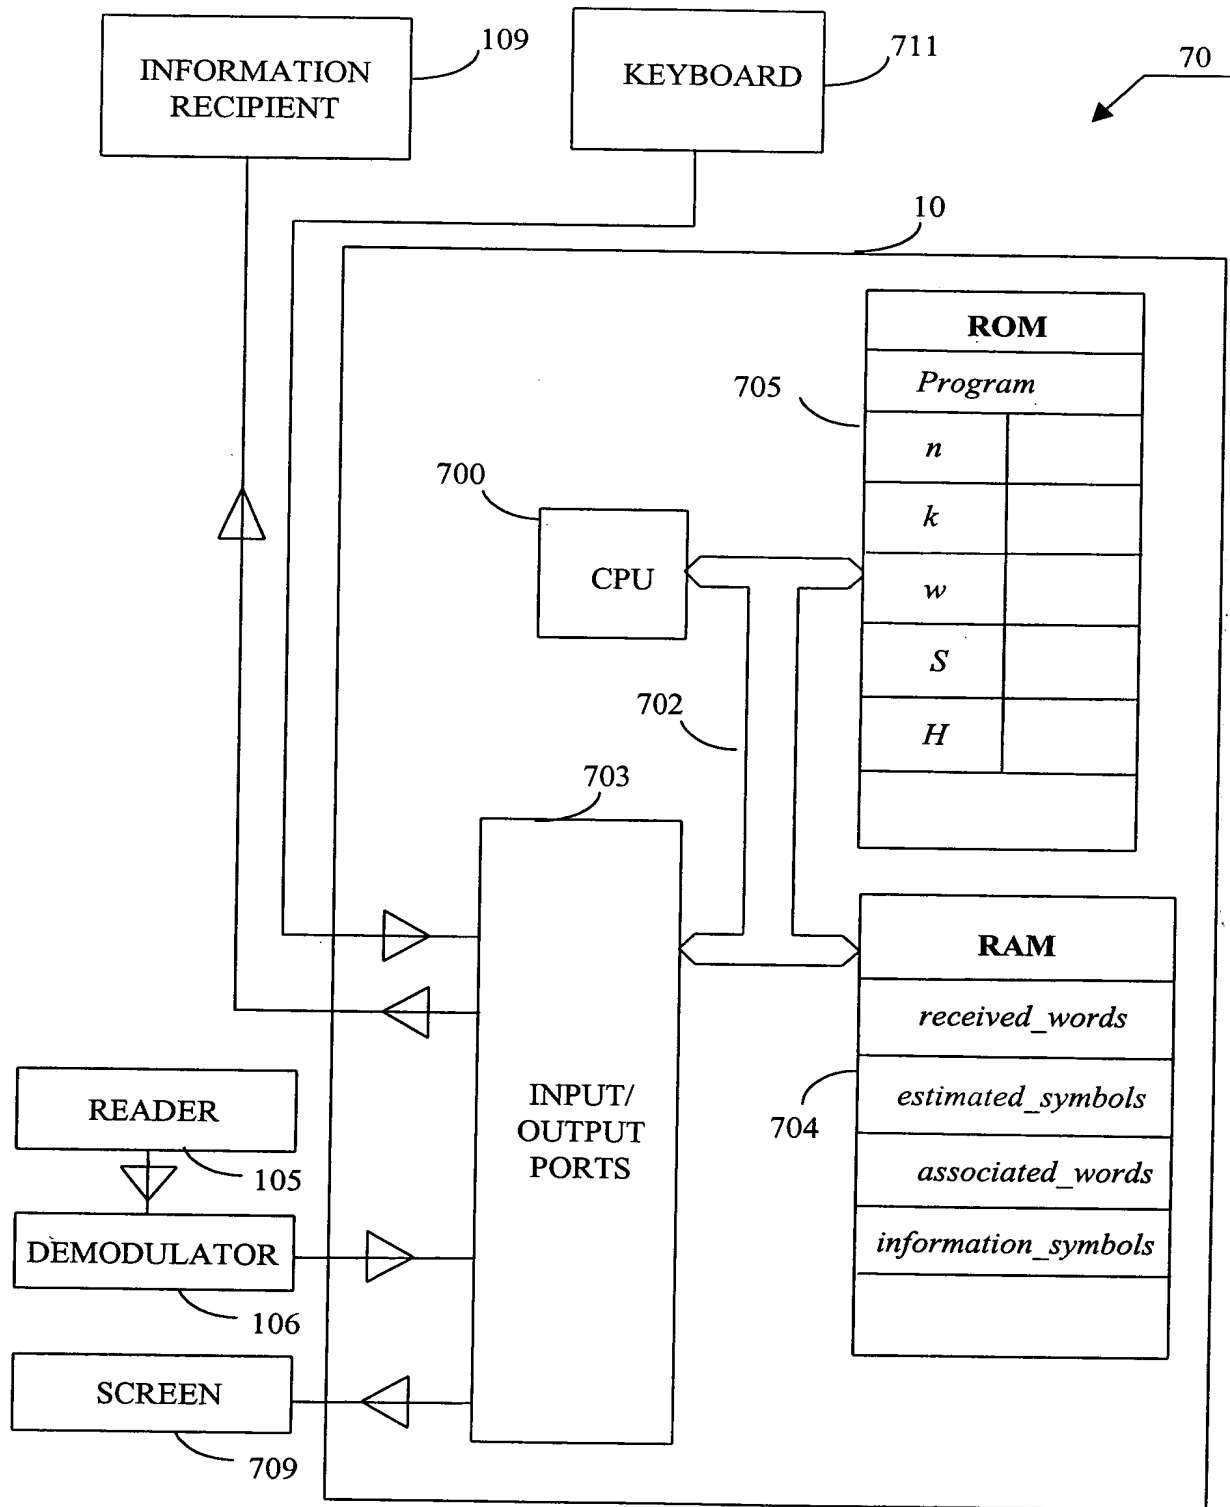 109
711
70
INFORMATION
RECIPIENT
KEYBOARD
10
ROM
Program
705
n
k
w
S
H
700
CPU
702
703
INPUT/
OUTPUT
PORTS
RAM
received_words
704
estimated_symbols
associated_words
information_symbols
READER
105
DEMODULATOR
106
SCREEN
709